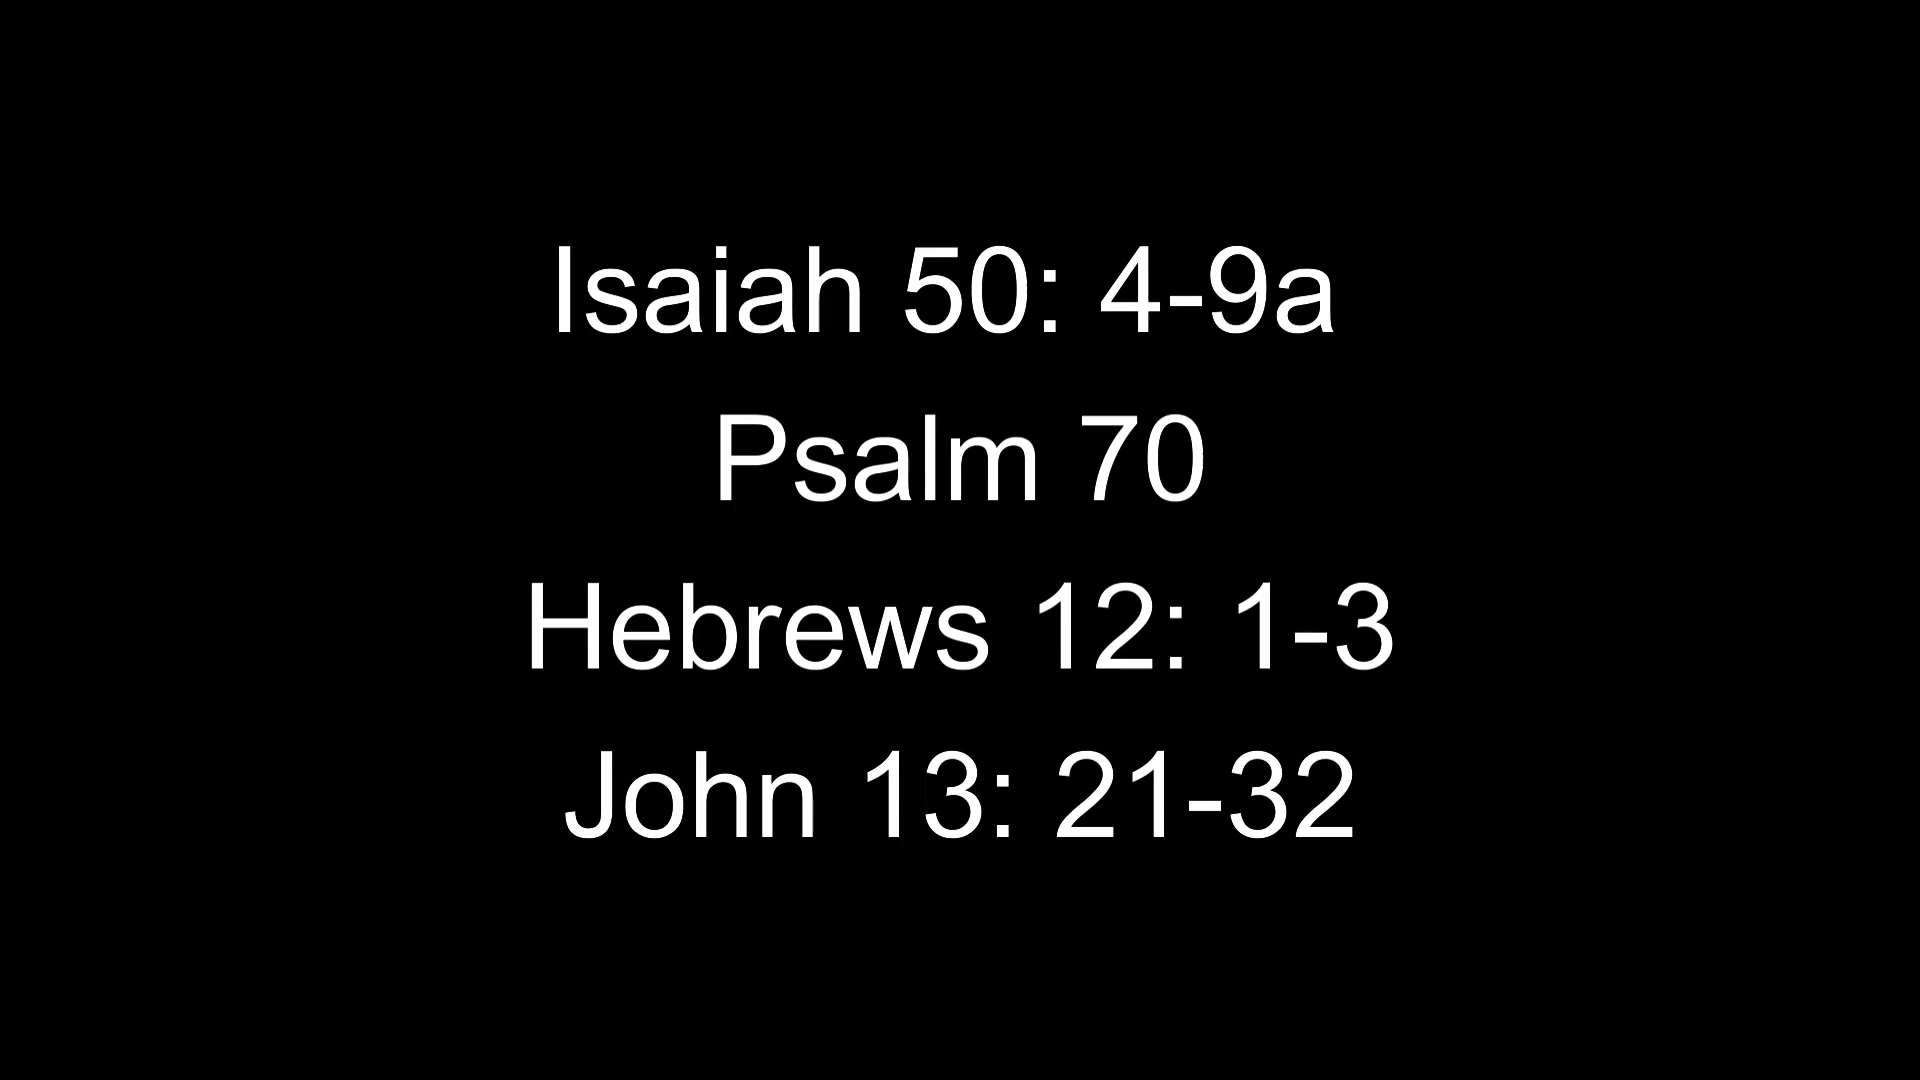 Isaiah 50: 4-9a
Psalm 70
Hebrews 12: 1-3
John 13: 21-32